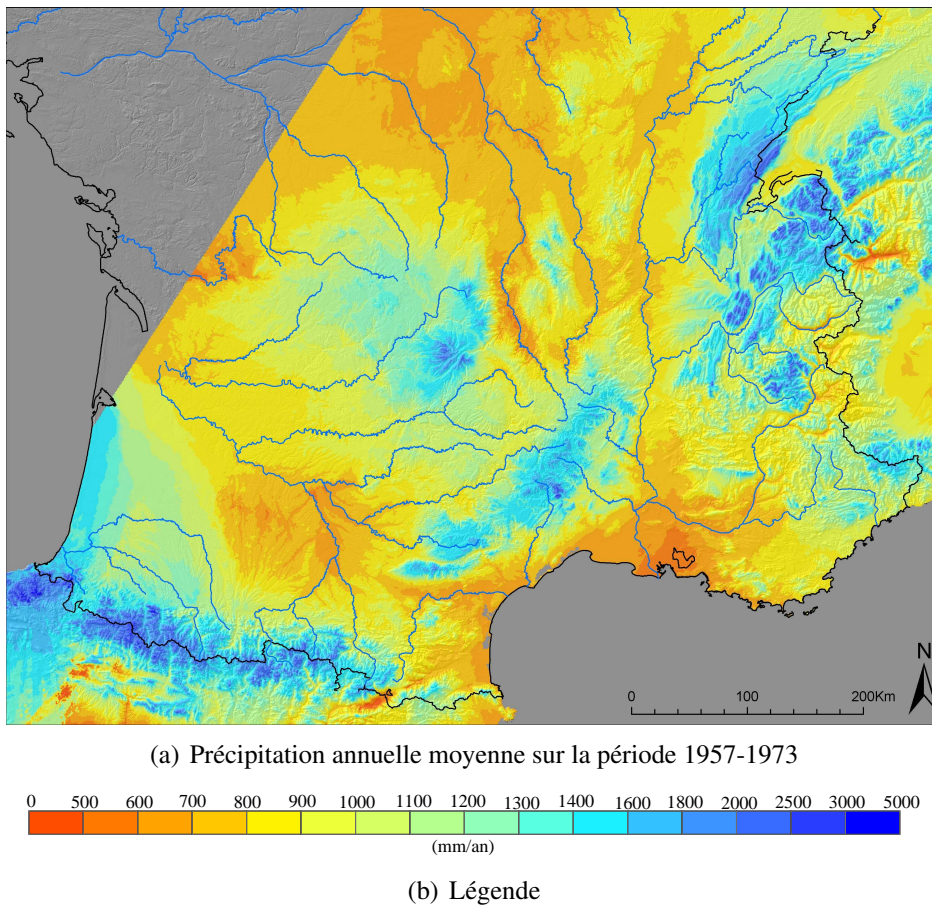 N
0 100 200Km
(a) Précipitation annuelle moyenne sur la période 1957-1973
0 500 600 700 800 900 1000 1100 1200 1300 1400 1600 1800 2000 2500 3000 5000
(mm/an)
(b) Légende